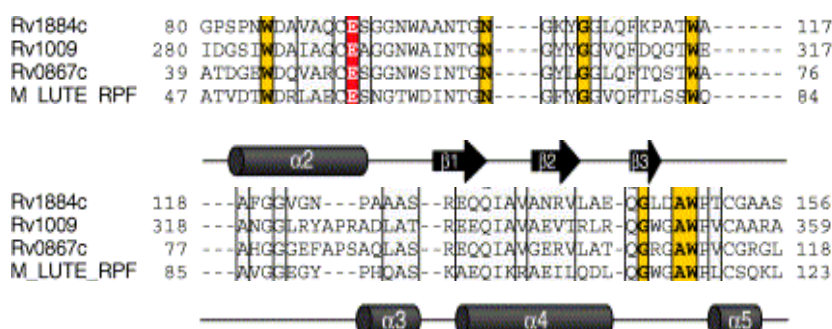 Rv1884c 80 GPSPNWDAVAQCESGGNWAANTGN----GKYGGLQFKPATWA------ 117
Rv1009 280 IDGSIWDAIAGCEAGGNWAINTGN----GYYGGVQFDQGTWE------ 317
Rv0867c 39 ATDGEWDQVARCESGGNWSINTGN----GYLGGLQFTQSTWA------ 76
M_LUTE_RPF 47 ATVDTWDRLAECESNGTWDINTGN----GFYGGVQFTLSSWQ------ 84
α2 β1 β2 β3
Rv1884c 118 ---AFGGVGN---PAAAS--REQQIAVANRVLAE-QGLDAWPTCGAAS 156
Rv1009 318 ---ANGGLRYAPRADLAT--REEQIAVAEVTRLR-QGWGAWPVCAARA 359
Rv0867c 77 ---AHGGGEFAPSAQLAS--REQQIAVGERVLAT-QGRGAWPVCGRGL 118
M_LUTE_RPF 85 ---AVGGEGY---PHQAS--KAEQIKRAEILQDL-QGWGAWPLCSQKL 123
α3 α4 α5